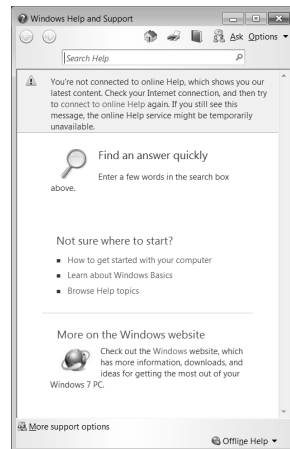 Windows Help and Support
Ask Options
Search Help
You're not connected to online Help, which shows you our
latest content. Check your Internet connection, and then try
to connect to online Help again. If you still see this
message, the online Help service might be temporarily
unavailable.
Find an answer quickly
Enter a few words in the search box
above.
Not sure where to start?
How to get started with your computer
Learn about Windows Basics
Browse Help topics
More on the Windows website
Check out the Windows website, which
has more information, downloads, and
ideas for getting the most out of your
Windows 7 PC.
More support options
Offline Help